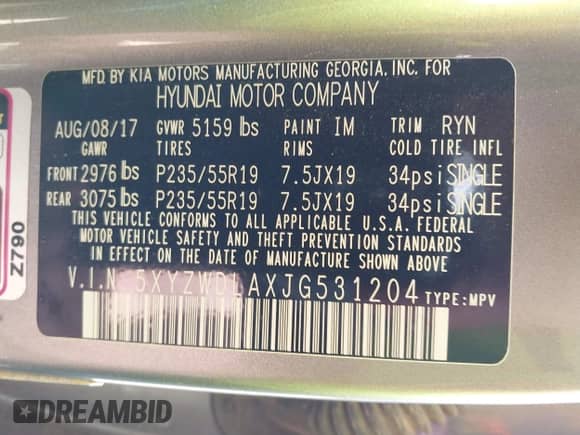 MFD. BY KIA MOTORS MANUFACTURING GEORGIA, INC. FOR
HYUNDAI MOTOR COMPANY
AUG/08/17 GVWR 5159 lbs PAINT IM TRIM RYN
GAWR TIRES RIMS COLD TIRE INFL
FRONT 2976 lbs P235/55R19 7.5JX19 34psi SINGLE
REAR 3075 lbs P235/55R19 7.5JX19 34psi SINGLE
THIS VEHICLE CONFORMS TO ALL APPLICABLE U.S.A. FEDERAL
MOTOR VEHICLE SAFETY AND THEFT PREVENTION STANDARDS
IN EFFECT ON THE DATE OF MANUFACTURE SHOWN ABOVE
V.I.N. 5XYZWDLAXJG531204 TYPE:MPV
Z790
DREAMBID